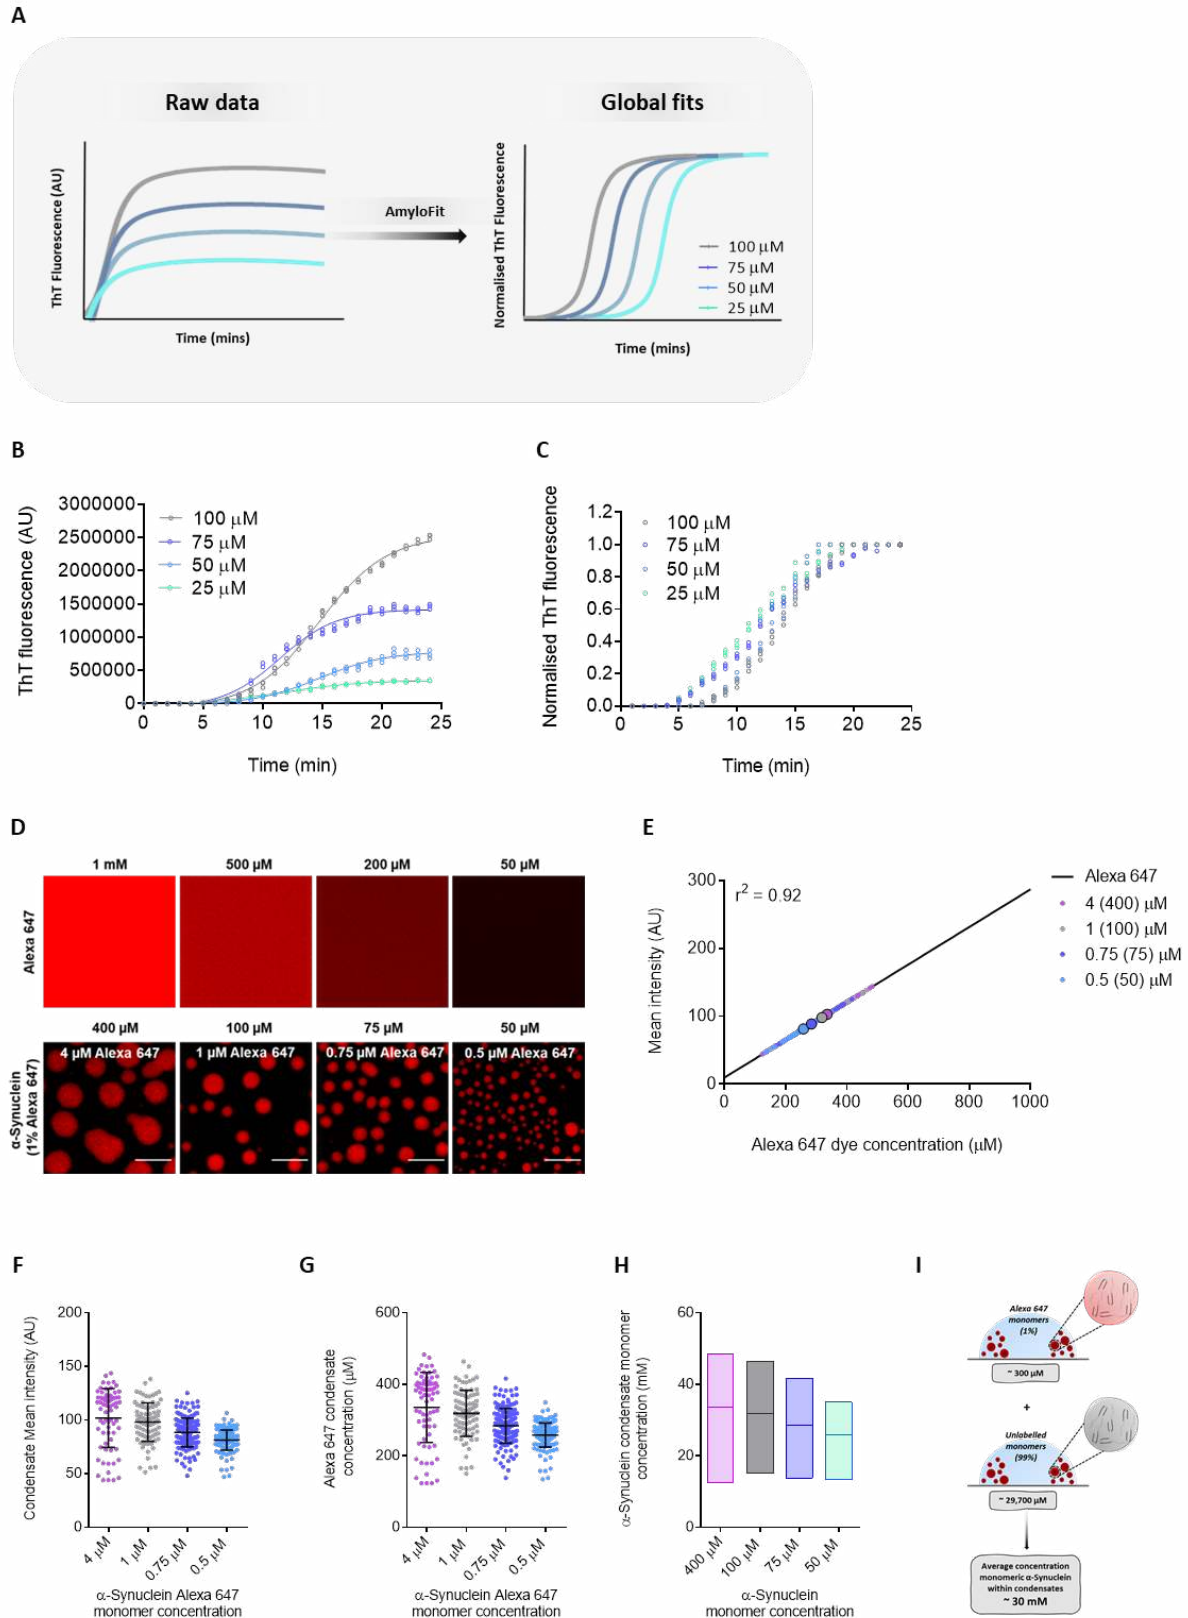 A
Raw data
Global fits
ThT Fluorescence (AU)
Time (mins)
AmyloFit
Normalised ThT Fluorescence
100 µM
75 µM
50 µM
25 µM
Time (mins)
B
ThT fluorescence (AU)
3000000
2500000
2000000
1500000
1000000
500000
0
100 µM
75 µM
50 µM
25 µM
0 5 10 15 20 25
Time (min)
C
Normalised ThT fluorescence
1.2
1.0
0.8
0.6
0.4
0.2
0.0
100 µM
75 µM
50 µM
25 µM
0 5 10 15 20 25
Time (min)
D
1 mM 500 µM 200 µM 50 µM
Alexa 647
400 µM 100 µM 75 µM 50 µM
4 µM Alexa 647 1 µM Alexa 647 0.75 µM Alexa 647 0.5 µM Alexa 647
α-Synuclein
(1% Alexa 647)
E
Mean intensity (AU)
300
200
100
0
r² = 0.92
Alexa 647
4 (400) µM
1 (100) µM
0.75 (75) µM
0.5 (50) µM
0 200 400 600 800 1000
Alexa 647 dye concentration (µM)
F
Condensate Mean intensity (AU)
200
150
100
50
0
4 µM 1 µM 0.75 µM 0.5 µM
α-Synuclein Alexa 647
monomer concentration
G
Alexa 647 condensate
concentration (µM)
600
400
200
0
4 µM 1 µM 0.75 µM 0.5 µM
α-Synuclein Alexa 647
monomer concentration
H
α-Synuclein condensate monomer
concentration (mM)
60
40
20
0
400 µM 100 µM 75 µM 50 µM
α-Synuclein
monomer concentration
I
Alexa 647
monomers
(1%)
~ 300 µM
+
Unlabelled
monomers
(99%)
~ 29,700 µM
Average concentration
monomeric α-Synuclein
within condensates
~ 30 mM